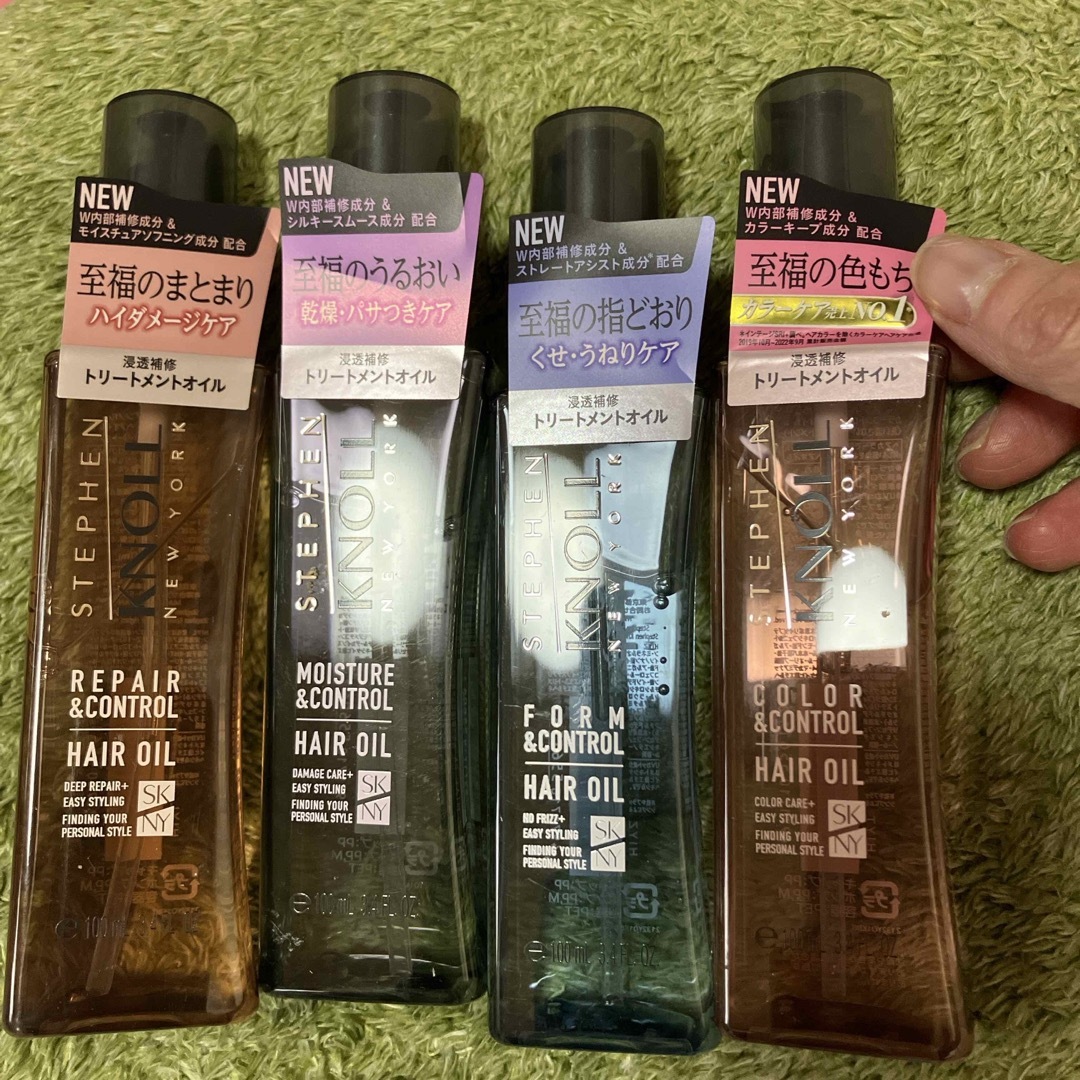 NEW
W内部補修成分 &
モイスチュアソフニング成分 配合
至福のまとまり
ハイダメージケア
浸透補修
トリートメントオイル
STEPHEN
KNOLL
NEW YORK
REPAIR
&CONTROL
HAIR OIL
DEEP REPAIR+
EASY STYLING
FINDING YOUR
PERSONAL STYLE
SK
NY
100mL 3.4FL.OZ.
NEW
W内部補修成分 &
シルキースムース成分 配合
至福のうるおい
乾燥・パサつきケア
浸透補修
トリートメントオイル
STEPHEN
KNOLL
NEW YORK
MOISTURE
&CONTROL
HAIR OIL
DAMAGE CARE+
EASY STYLING
FINDING YOUR
PERSONAL STYLE
SK
NY
100mL 3.4FL.OZ.
NEW
W内部補修成分 &
ストレートアシスト成分* 配合
至福の指どおり
くせ・うねりケア
浸透補修
トリートメントオイル
STEPHEN
KNOLL
NEW YORK
FORM
&CONTROL
HAIR OIL
NO FRIZZ+
EASY STYLING
FINDING YOUR
PERSONAL STYLE
SK
NY
100mL 3.4FL.OZ.
NEW
W内部補修成分 &
カラーキープ成分 配合
至福の色もち
カラーケア売上NO.1
浸透補修
トリートメントオイル
STEPHEN
KNOLL
NEW YORK
COLOR
&CONTROL
HAIR OIL
COLOR CARE+
EASY STYLING
FINDING YOUR
PERSONAL STYLE
SK
NY